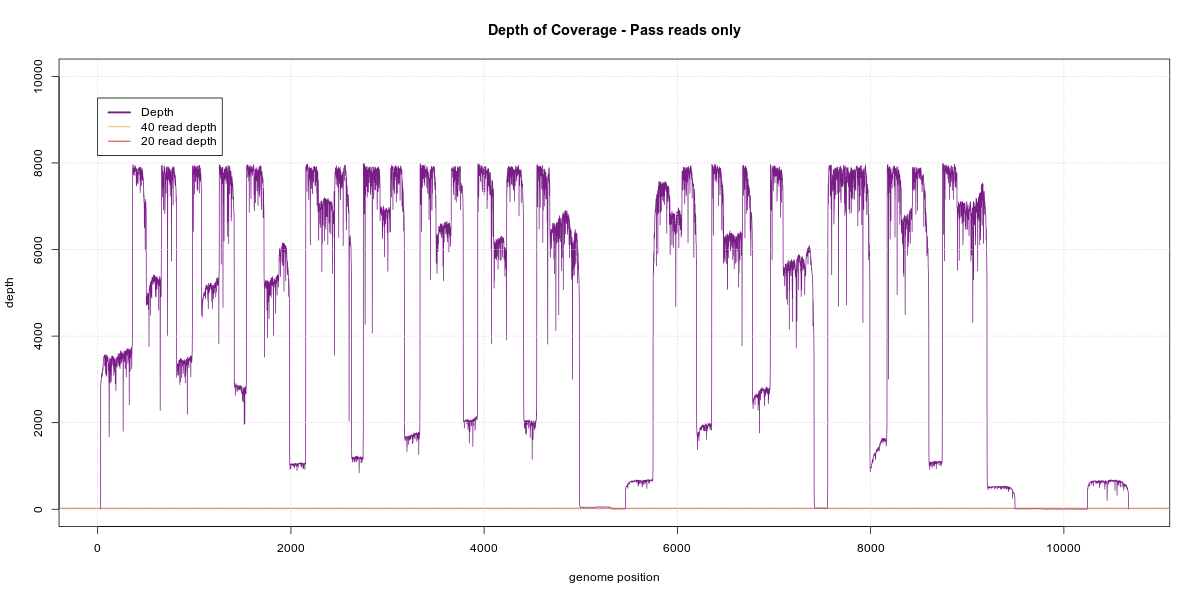 Depth of Coverage - Pass reads only
Depth
40 read depth
20 read depth
depth
10000
8000
6000
4000
2000
0
0 2000 4000 6000 8000 10000
genome position